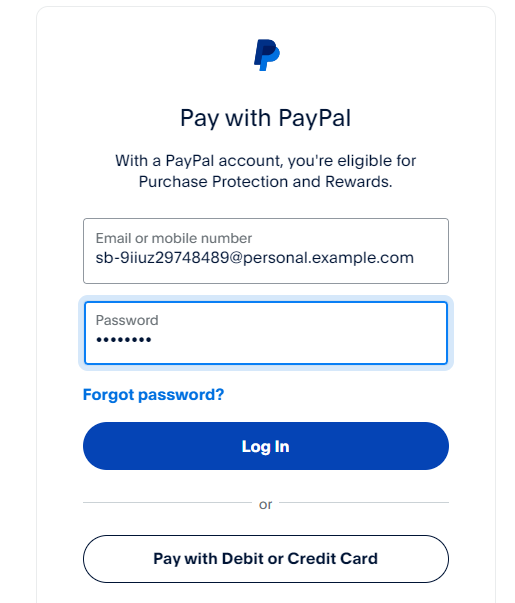 Pay with PayPal
With a PayPal account, you're eligible for
Purchase Protection and Rewards.
Email or mobile number
sb-9iiuz29748489@personal.example.com
Password
••••••••
Forgot password?
Log In
or
Pay with Debit or Credit Card